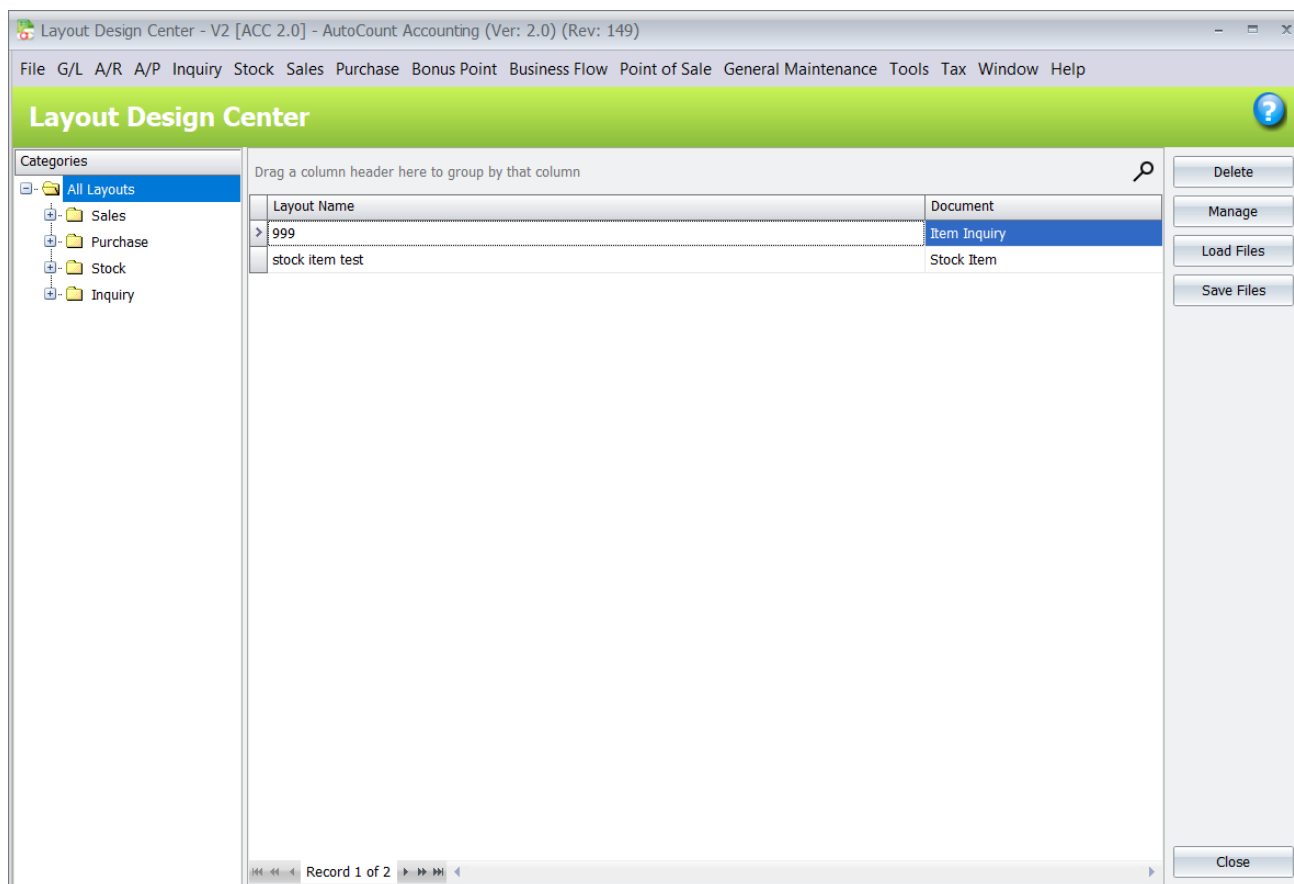 Layout Design Center - V2 [ACC 2.0] - AutoCount Accounting (Ver: 2.0) (Rev: 149)
File G/L A/R A/P Inquiry Stock Sales Purchase Bonus Point Business Flow Point of Sale General Maintenance Tools Tax Window Help
Layout Design Center
?
Categories
All Layouts
Sales
Purchase
Stock
Inquiry
Drag a column header here to group by that column
Layout Name Document
999 Item Inquiry
stock item test Stock Item
Record 1 of 2
Delete
Manage
Load Files
Save Files
Close